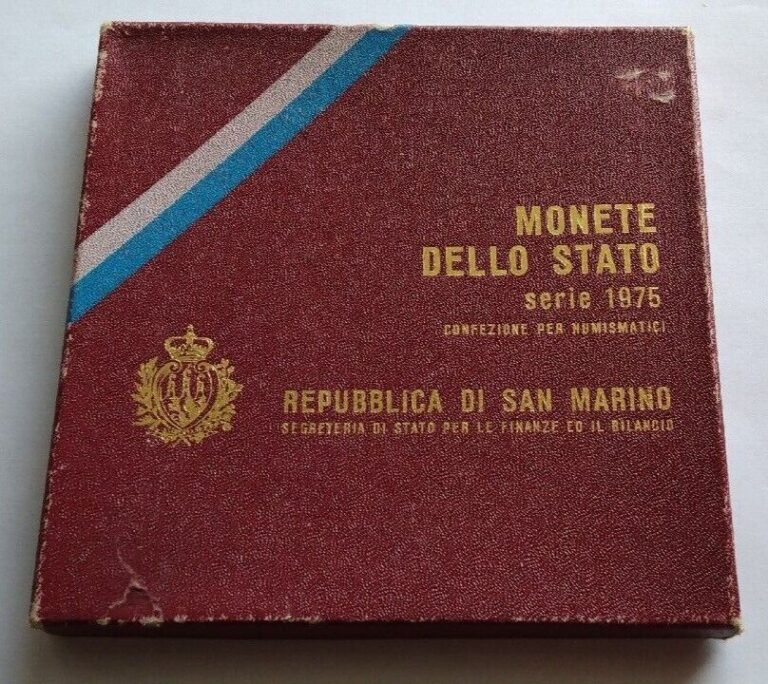 MONETE
DELLO STATO
serie 1975
CONFEZIONE PER NUMISMATICI
REPUBBLICA DI SAN MARINO
SEGRETERIA DI STATO PER LE FINANZE ED IL BILANCIO